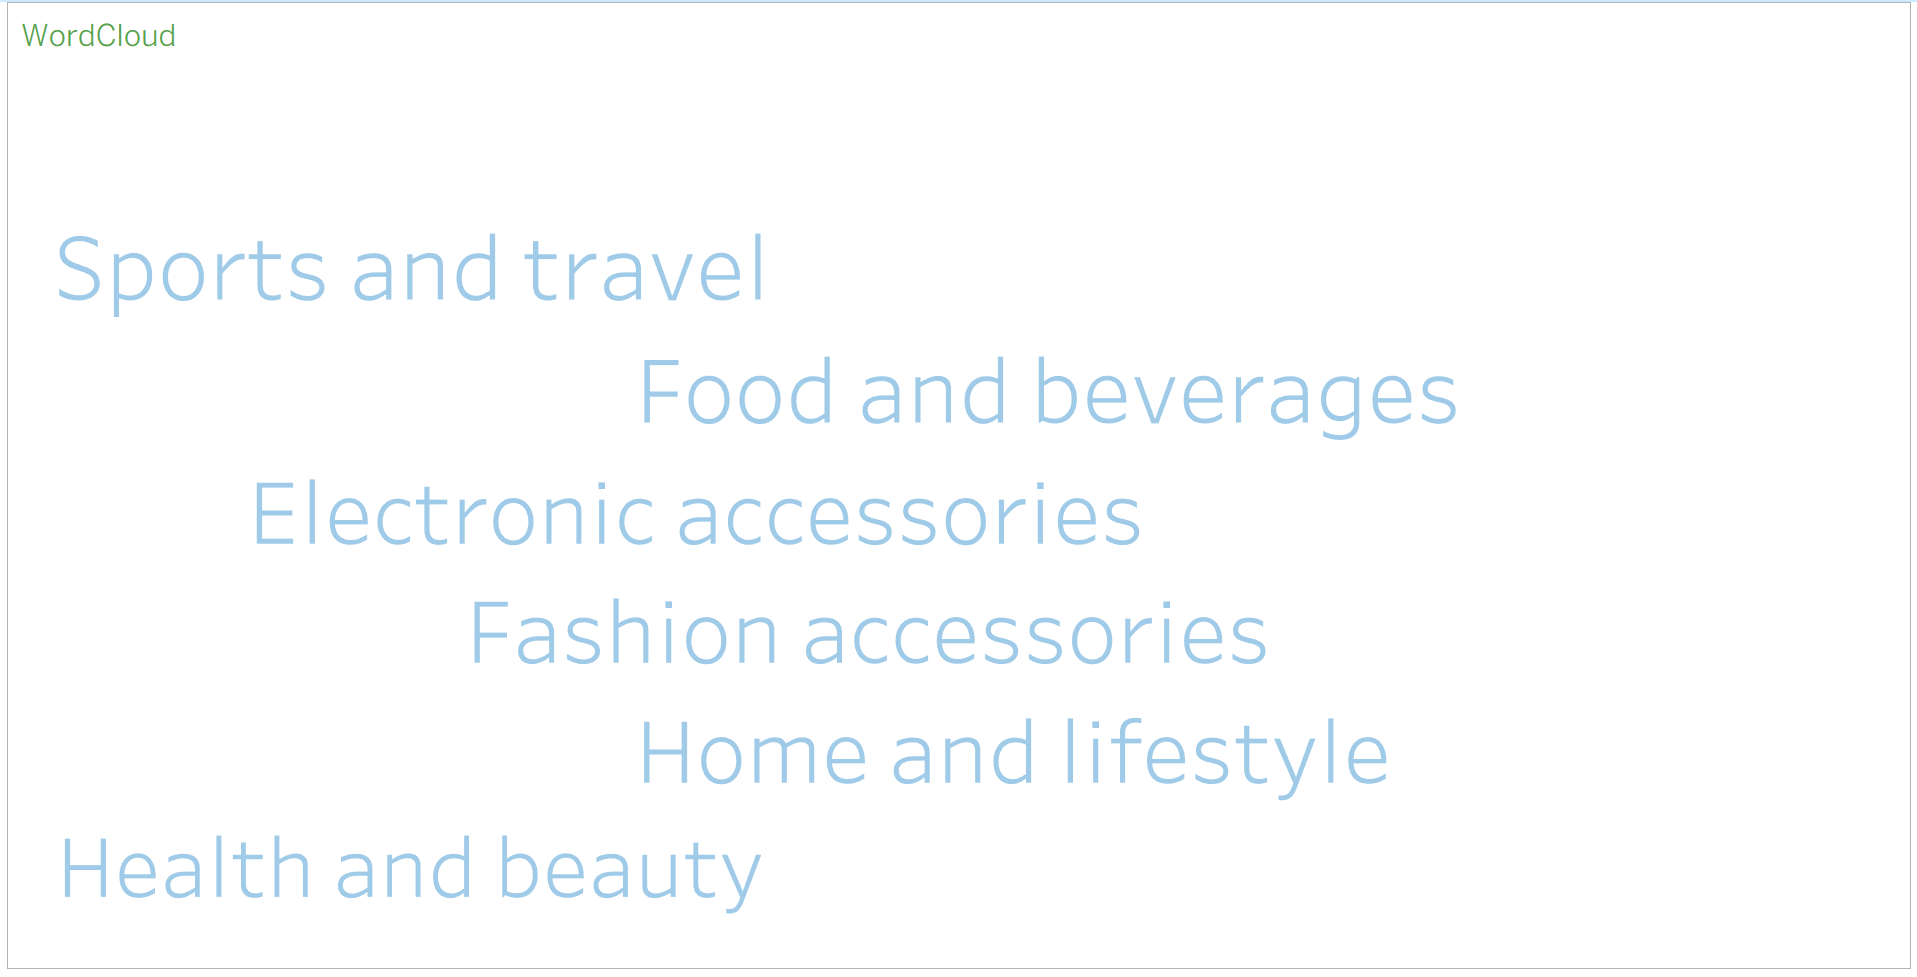 WordCloud
Sports and travel
Food and beverages
Electronic accessories
Fashion accessories
Home and lifestyle
Health and beauty